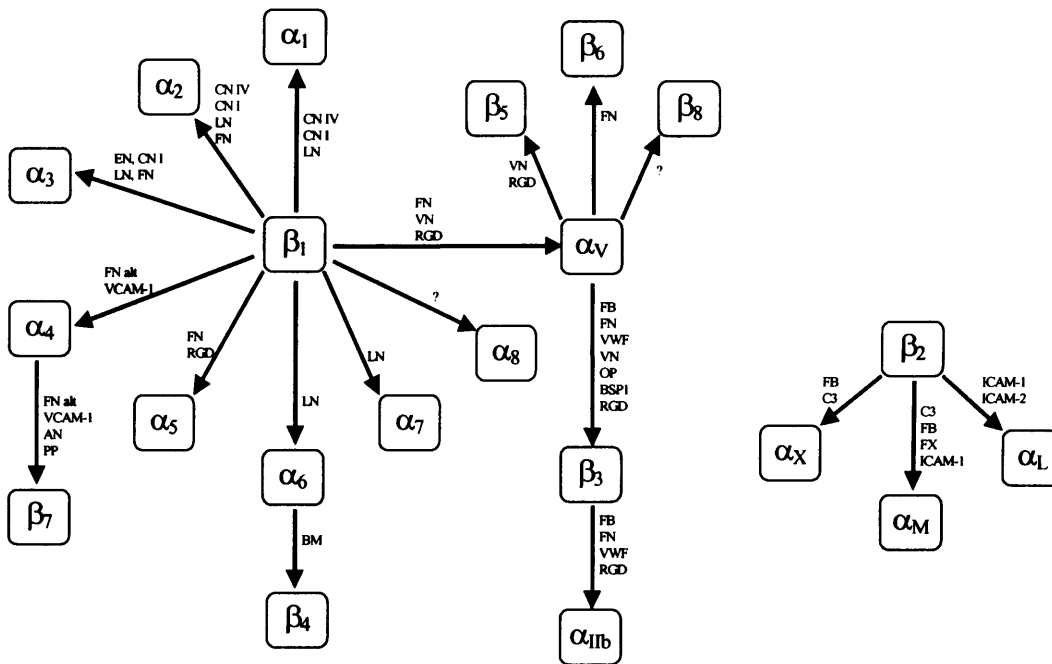 α1
β6
α2
CN IV
CN I
LN
FN
CN IV
CN I
LN
β5
β8
FN
α3
EN, CN I
LN, FN
VN
RGD
?
β1
FN
VN
RGD
αV
FN alt
VCAM-1
α4
?
α8
FN
RGD
LN
α5
α7
LN
α6
FB
FN
VWF
VN
OP
BSP1
RGD
β2
FB
C3
C3
FB
FX
ICAM-1
ICAM-1
ICAM-2
FN alt
VCAM-1
AN
PP
β3
αX
αL
β7
αM
BM
FB
FN
VWF
RGD
β4
αIIb